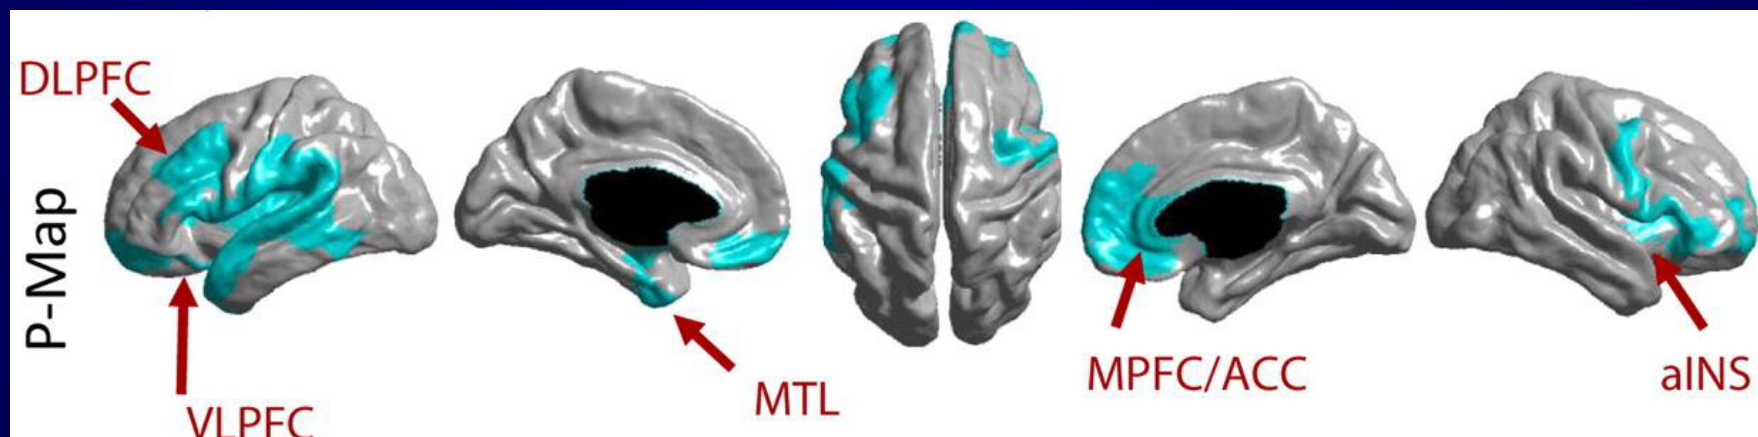 DLPFC
P-Map
VLPFC
MTL
MPFC/ACC
aINS